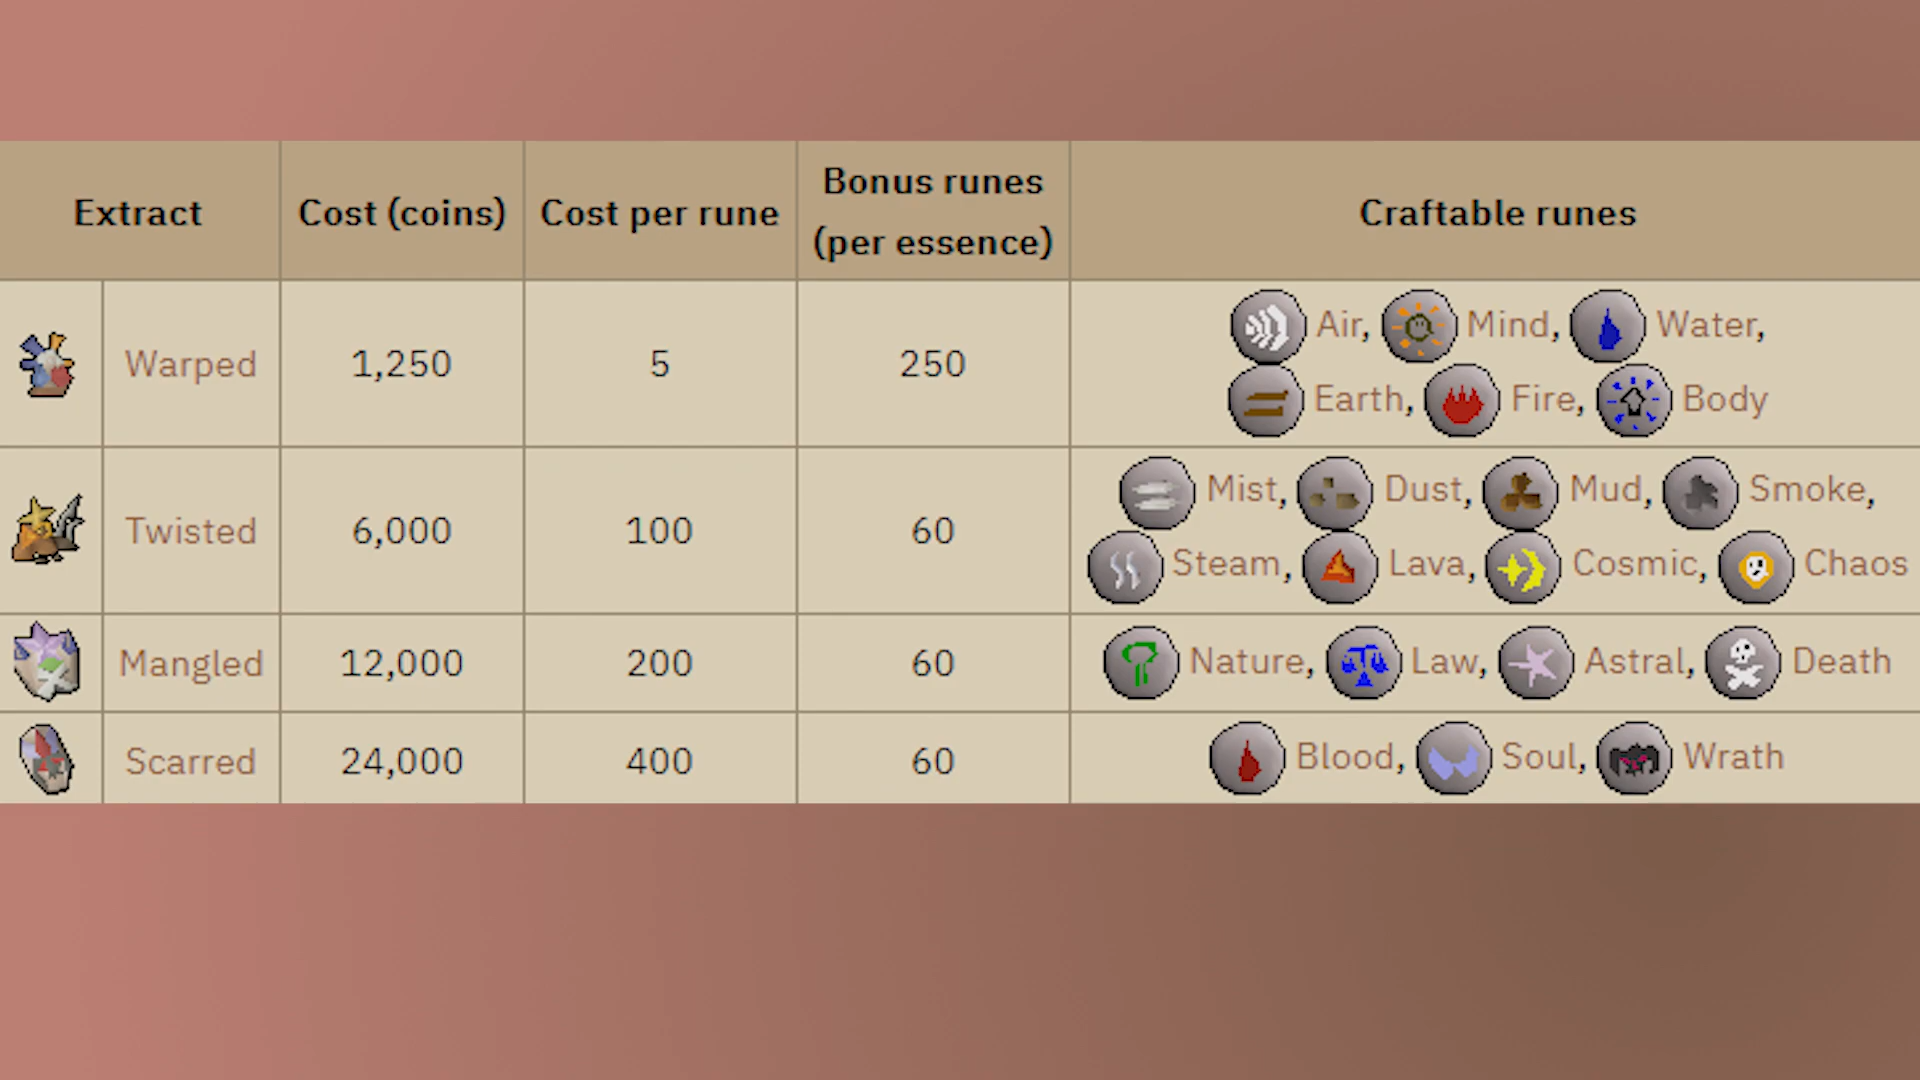 Extract Cost (coins) Cost per rune Bonus runes (per essence) Craftable runes
Warped 1,250 5 250 Air, Mind, Water,
Earth, Fire, Body
Twisted 6,000 100 60 Mist, Dust, Mud, Smoke,
Steam, Lava, Cosmic, Chaos
Mangled 12,000 200 60 Nature, Law, Astral, Death
Scarred 24,000 400 60 Blood, Soul, Wrath